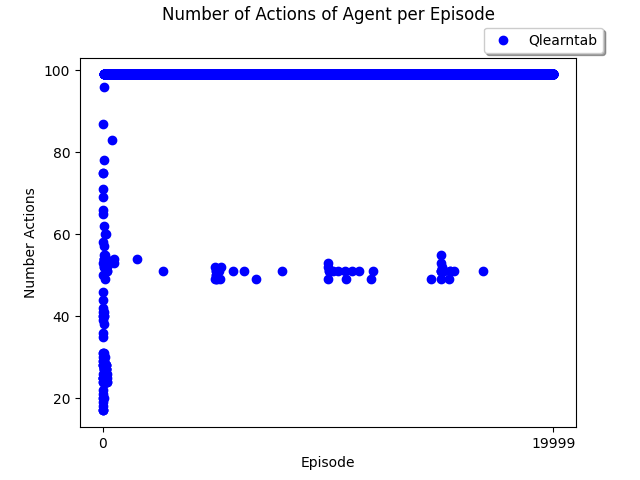 Number of Actions of Agent per Episode
Qlearntab
100
80
60
40
20
Number Actions
0
19999
Episode